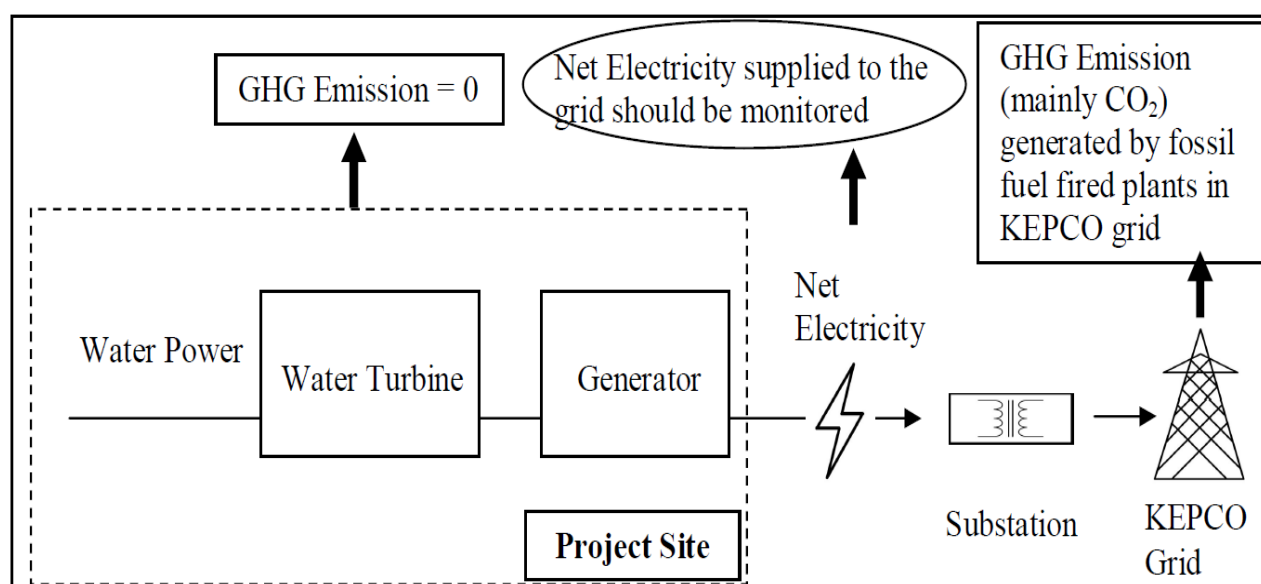 GHG Emission = 0
Net Electricity supplied to the
grid should be monitored
GHG Emission
(mainly CO₂)
generated by fossil
fuel fired plants in
KEPCO grid
Water Power
Water Turbine
Generator
Net
Electricity
Project Site
Substation
KEPCO
Grid